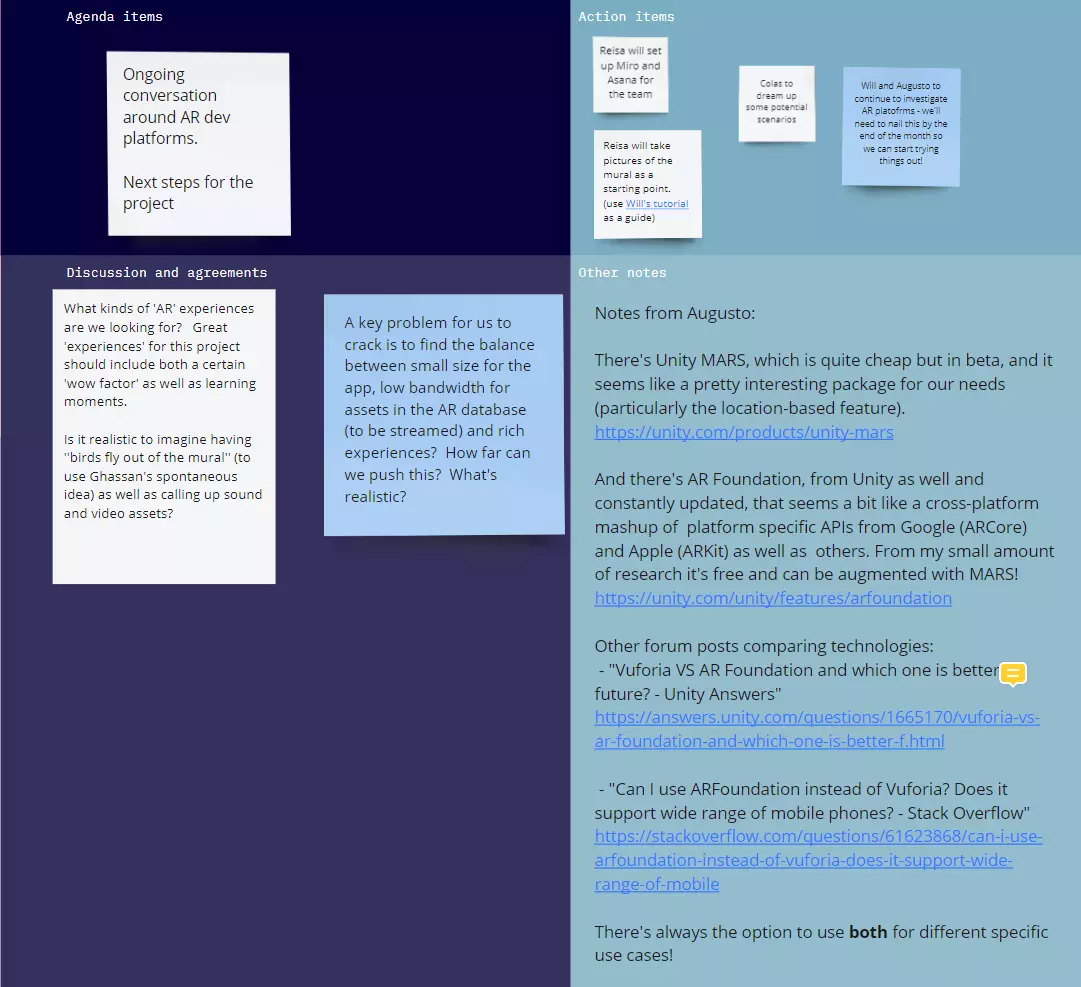 Agenda items
Ongoing
conversation
around AR dev
platforms.
Next steps for the
project
Action items
Reisa will set
up Miro and
Asana for
the team
Colas to
dream up
some potential
scenarios
Will and Augusto to
continue to investigate
AR platofrms - we'll
need to nail this by the
end of the month so
we can start trying
things out!
Reisa will take
pictures of the
mural as a
starting point.
(use Will's tutorial
as a guide)
Discussion and agreements
What kinds of 'AR' experiences
are we looking for?   Great
'experiences' for this project
should include both a certain
'wow factor' as well as learning
moments.
Is it realistic to imagine having
"birds fly out of the mural" (to
use Ghassan's spontaneous
idea) as well as calling up sound
and video assets?
A key problem for us to
crack is to find the balance
between small size for the
app, low bandwidth for
assets in the AR database
(to be streamed) and rich
experiences?  How far can
we push this?  What's
realistic?
Other notes
Notes from Augusto:
There's Unity MARS, which is quite cheap but in beta, and it
seems like a pretty interesting package for our needs
(particularly the location-based feature).
https://unity.com/products/unity-mars
And there's AR Foundation, from Unity as well and
constantly updated, that seems a bit like a cross-platform
mashup of  platform specific APIs from Google (ARCore)
and Apple (ARKit) as well as  others. From my small amount
of research it's free and can be augmented with MARS!
https://unity.com/unity/features/arfoundation
Other forum posts comparing technologies:
- "Vuforia VS AR Foundation and which one is better
future? - Unity Answers"
https://answers.unity.com/questions/1665170/vuforia-vs-
ar-foundation-and-which-one-is-better-f.html
- "Can I use ARFoundation instead of Vuforia? Does it
support wide range of mobile phones? - Stack Overflow"
https://stackoverflow.com/questions/61623868/can-i-use-
arfoundation-instead-of-vuforia-does-it-support-wide-
range-of-mobile
There's always the option to use both for different specific
use cases!